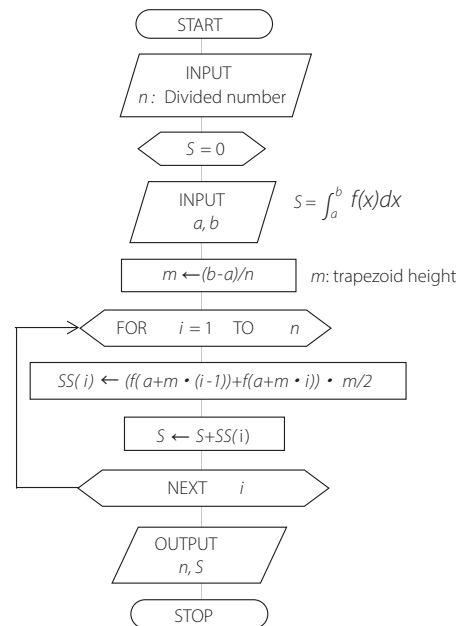 START
INPUT
n: Divided number
S = 0
INPUT
a, b
S = ∫_a^b f(x)dx
m ← (b-a)/n
m: trapezoid height
FOR i = 1 TO n
SS( i ) ← (f( a+m • (i -1))+f(a+m • i)) • m/2
S ← S+SS(i)
NEXT i
OUTPUT
n, S
STOP